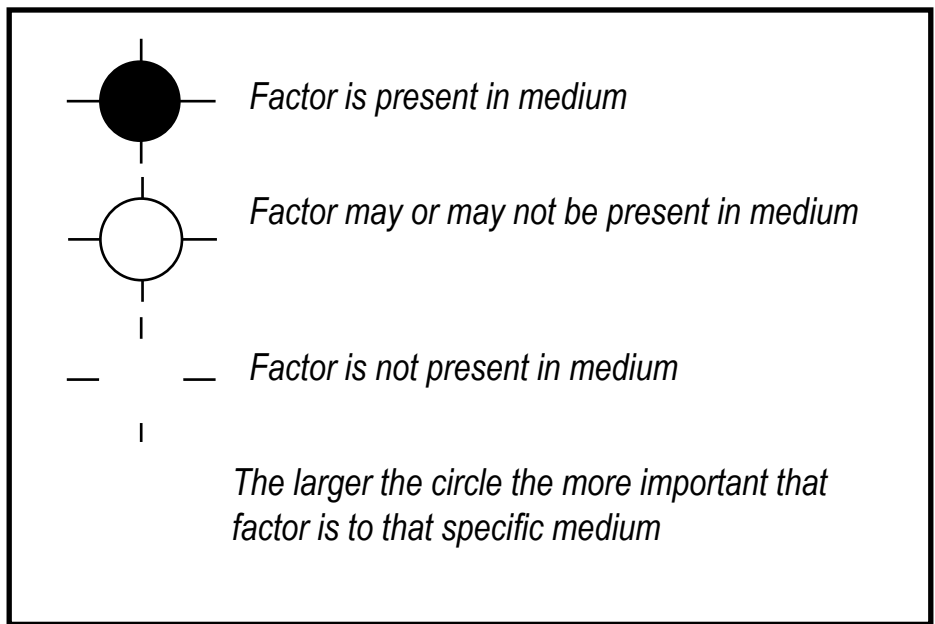 Factor is present in medium
Factor may or may not be present in medium
Factor is not present in medium
The larger the circle the more important that
factor is to that specific medium